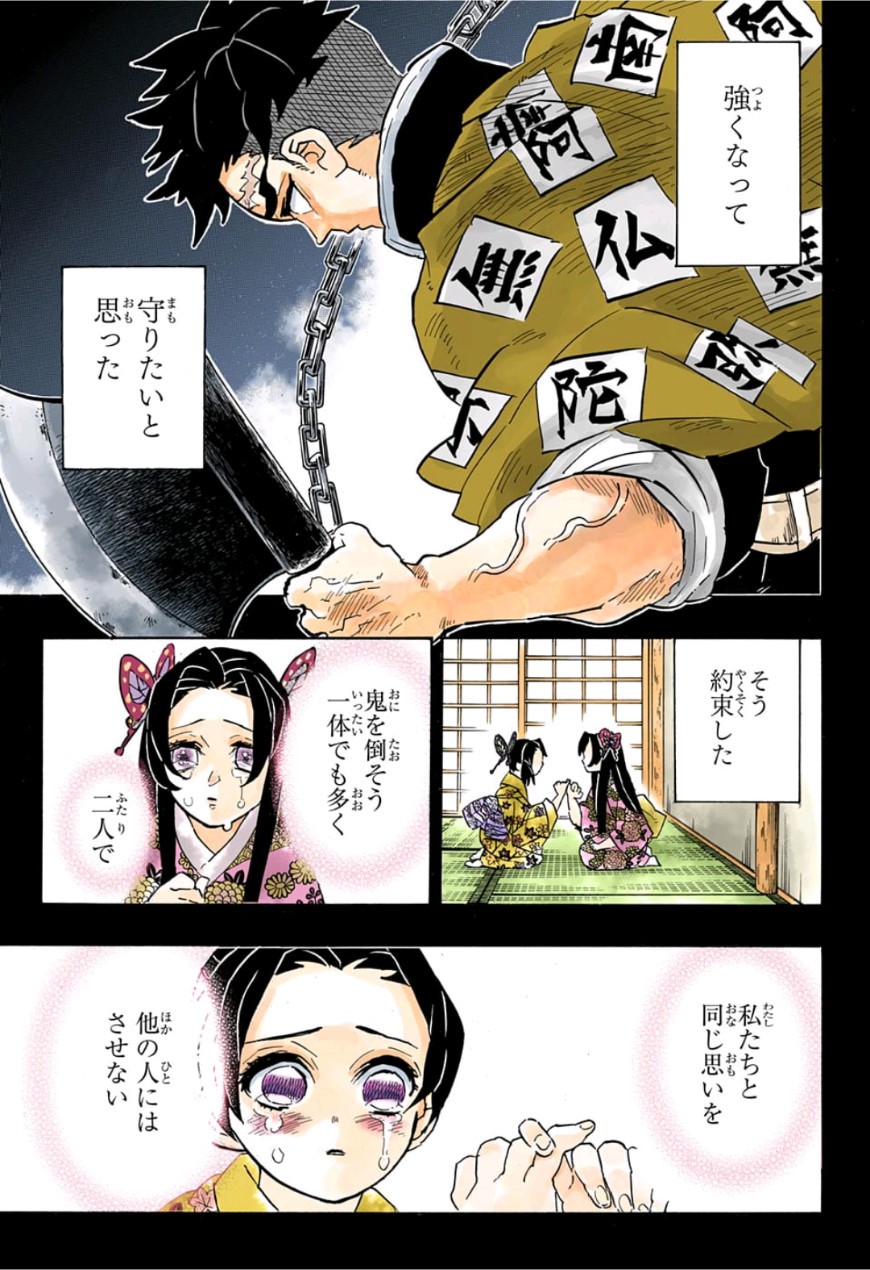 強くなって
守りたいと
思った
南
阿
仏
無
陀
弥
そう
約束した
鬼を倒そう
一体でも多く
二人で
私たちと
同じ思いを
他の人には
させない